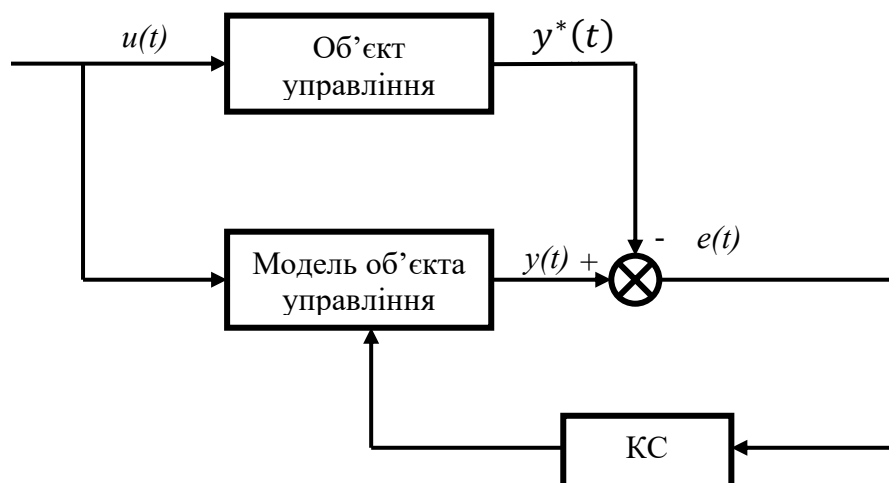 u(t)
Об’єкт
управління
y*(t)
Модель об’єкта
управління
y(t) +
-
e(t)
КС